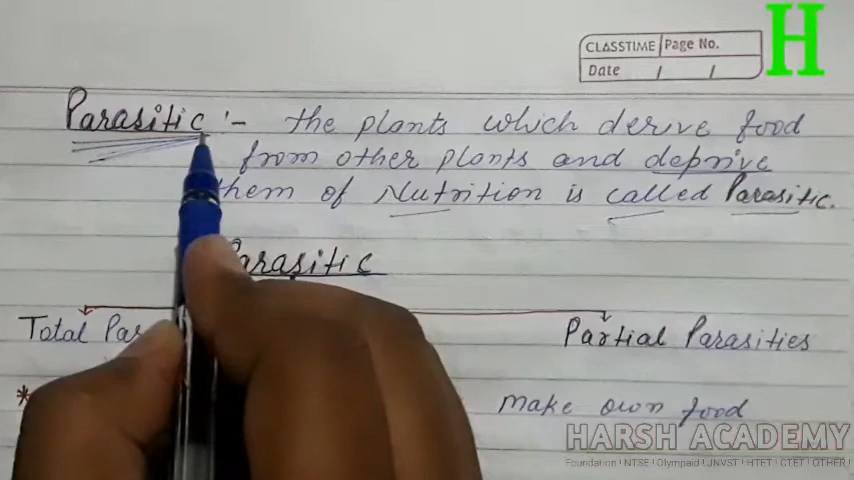 H
CLASSTIME Page No.
Date / /
Parasitic :- the plants which derive food
from other plants and deprive
them of Nutrition is called Parasitic.
Parasitic
Total
Partial Parasities
*
make own food
HARSH ACADEMY
Foundation | NTSE | Olympaid | JNVST | HTET | CTET | OTHER |